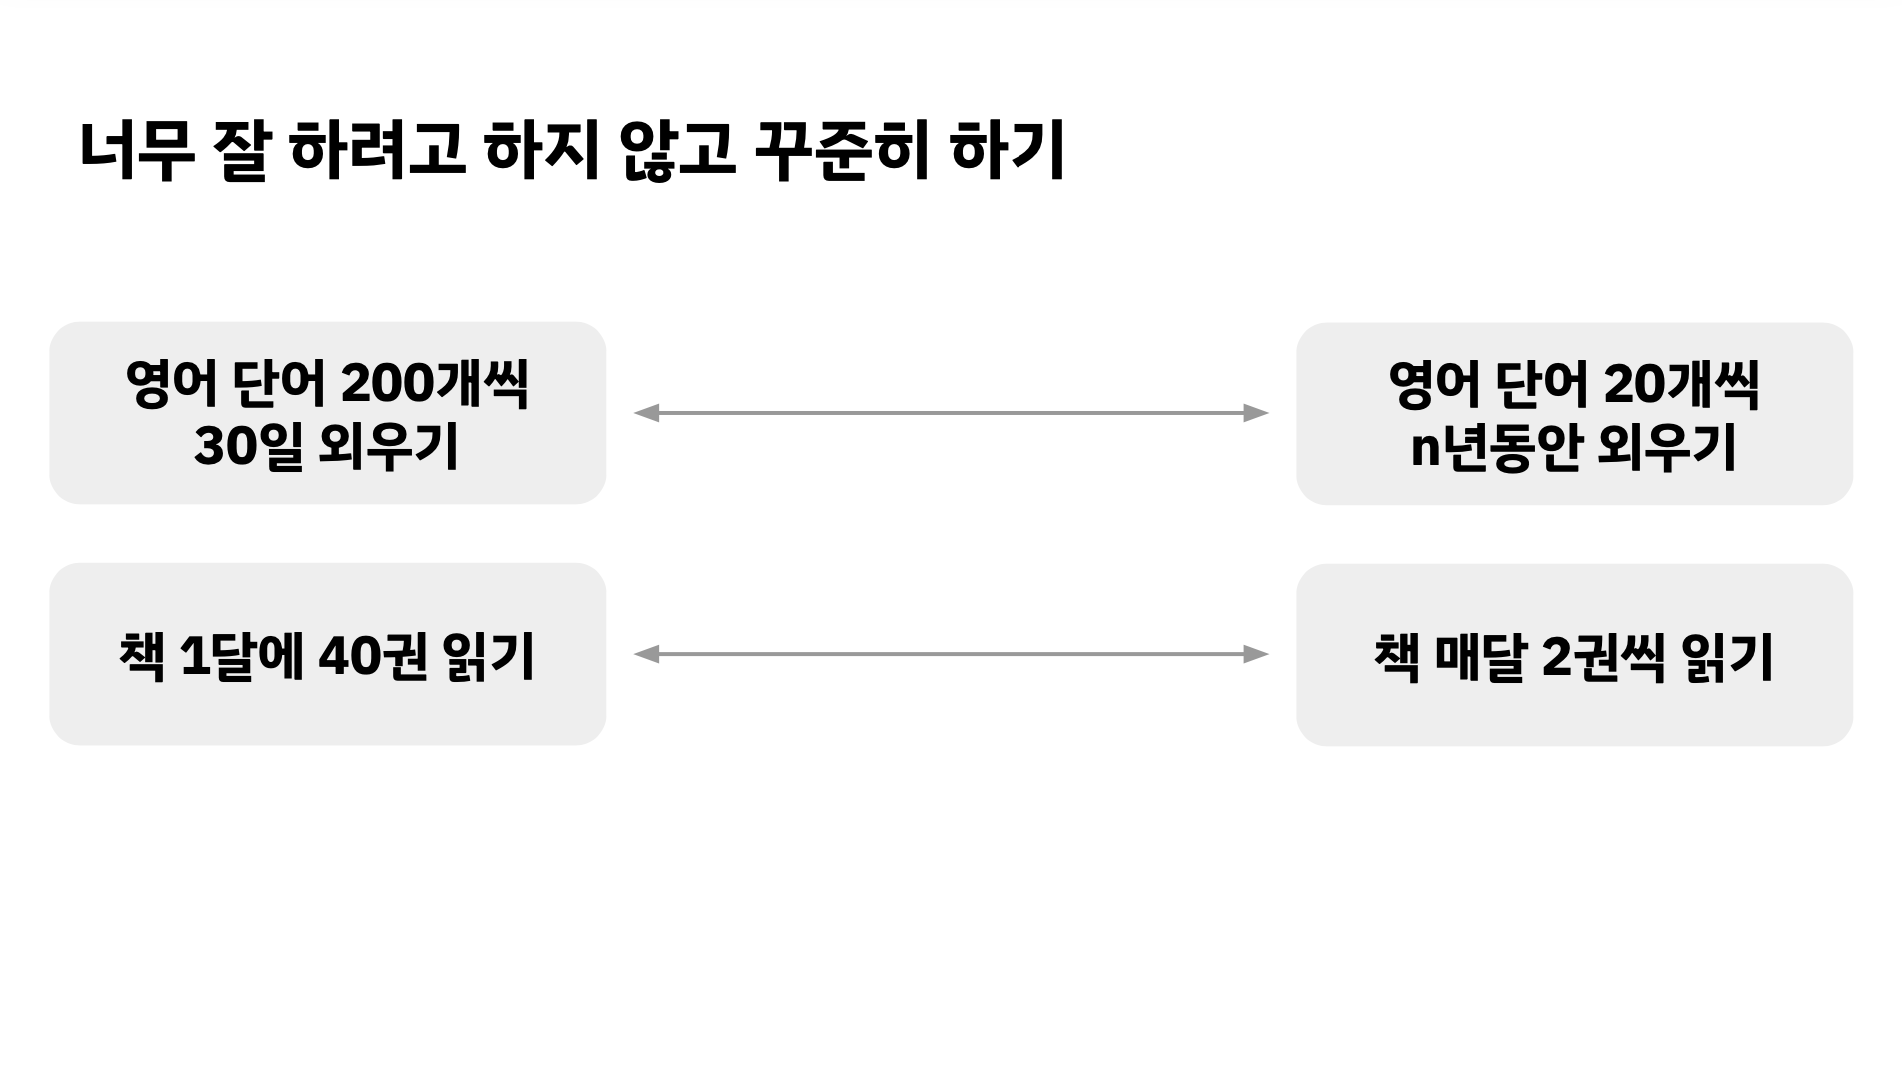 너무 잘 하려고 하지 않고 꾸준히 하기
영어 단어 200개씩
30일 외우기
영어 단어 20개씩
n년동안 외우기
책 1달에 40권 읽기
책 매달 2권씩 읽기